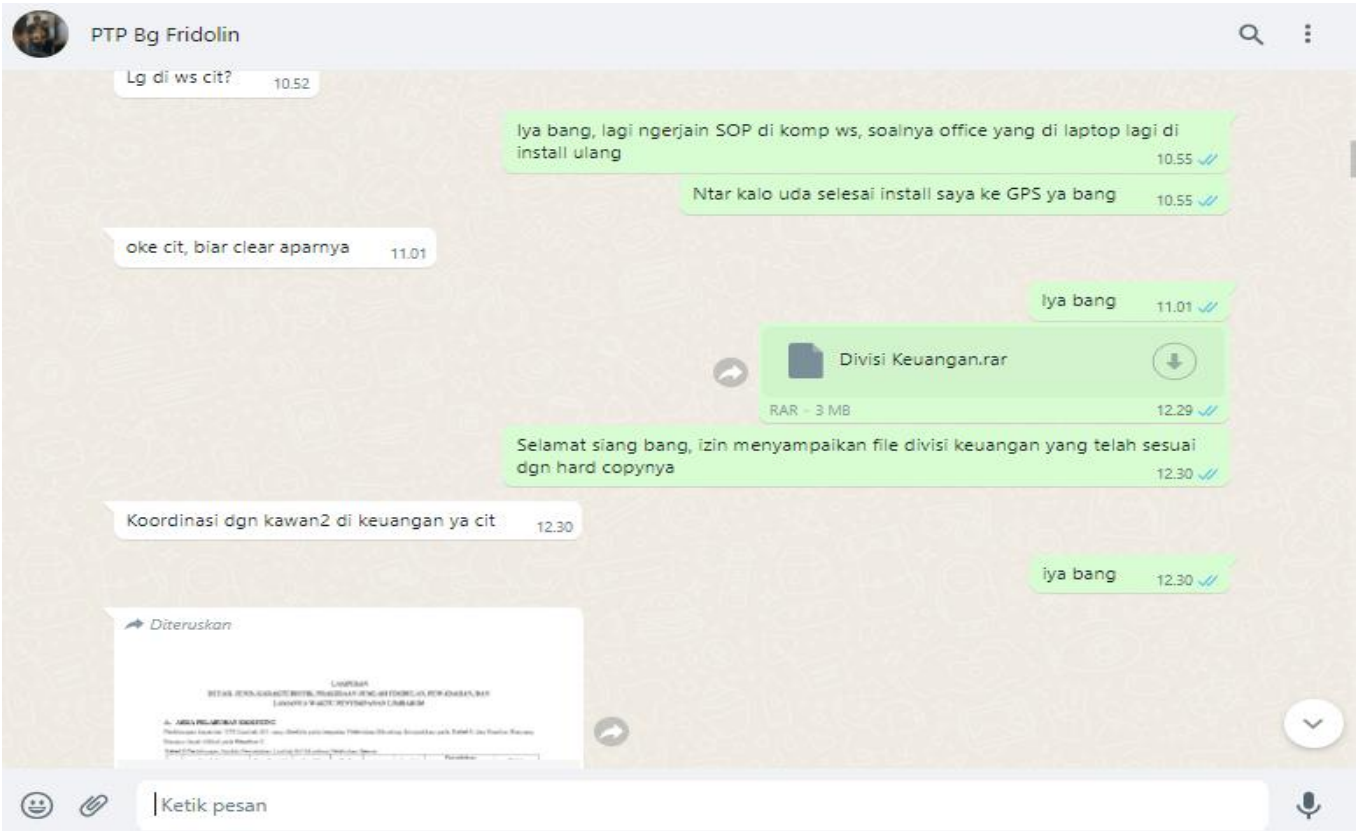 PTP Bg Fridolin
Lg di ws cit?
10.52
Iya bang, lagi ngerjain SOP di komp ws, soalnya office yang di laptop lagi di
install ulang
10.55
Ntar kalo uda selesai install saya ke GPS ya bang
10.55
oke cit, biar clear aparnya
11.01
Iya bang
11.01
Divisi Keuangan.rar
RAR - 3 MB
12.29
Selamat siang bang, izin menyampaikan file divisi keuangan yang telah sesuai
dgn hard copynya
12.30
Koordinasi dgn kawan2 di keuangan ya cit
12.30
iya bang
12.30
Diteruskan
LAMPIRAN
Ketik pesan